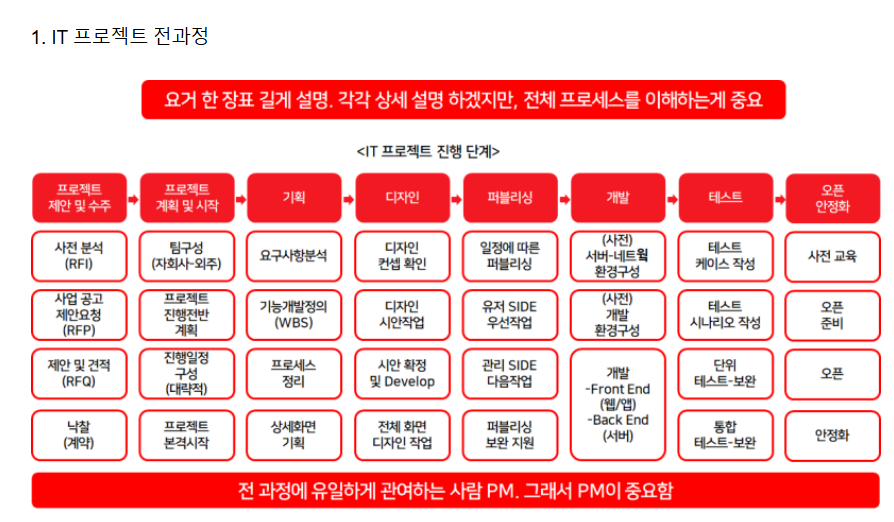 1. IT 프로젝트 전과정
요거 한 장표 길게 설명. 각각 상세 설명 하겠지만, 전체 프로세스를 이해하는게 중요
<IT 프로젝트 진행 단계>
프로젝트
제안 및 수주
프로젝트
계획 및 시작
기획
디자인
퍼블리싱
개발
테스트
오픈
안정화
사전 분석
(RFI)
팀구성
(자회사-외주)
요구사항분석
디자인
컨셉 확인
일정에 따른
퍼블리싱
(사전)
서버-네트웍
환경구성
테스트
케이스 작성
사전 교육
사업 공고
제안요청
(RFP)
프로젝트
진행전반
계획
기능개발정의
(WBS)
디자인
시안작업
유저 SIDE
우선작업
(사전)
개발
환경구성
테스트
시나리오 작성
오픈
준비
제안 및 견적
(RFQ)
진행일정
구성
(대략적)
프로세스
정리
시안 확정
및 Develop
관리 SIDE
다음작업
개발
-Front End
(웹/앱)
-Back End
(서버)
단위
테스트-보완
오픈
낙찰
(계약)
프로젝트
본격시작
상세화면
기획
전체 화면
디자인 작업
퍼블리싱
보완 지원
통합
테스트-보완
안정화
전 과정에 유일하게 관여하는 사람 PM. 그래서 PM이 중요함